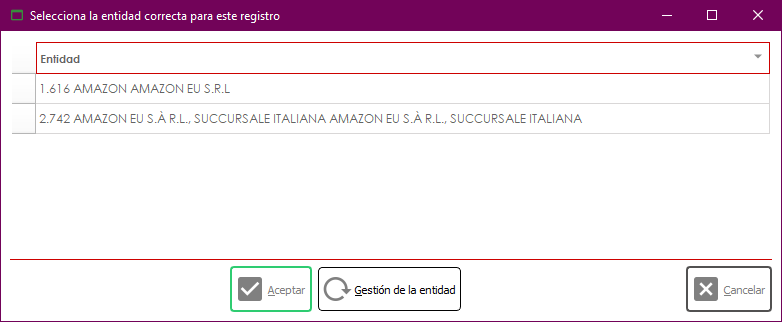 Selecciona la entidad correcta para este registro
Entidad
1.616 AMAZON AMAZON EU S.R.L
2.742 AMAZON EU S.À R.L., SUCCURSALE ITALIANA AMAZON EU S.À R.L., SUCCURSALE ITALIANA
Aceptar
Gestión de la entidad
Cancelar